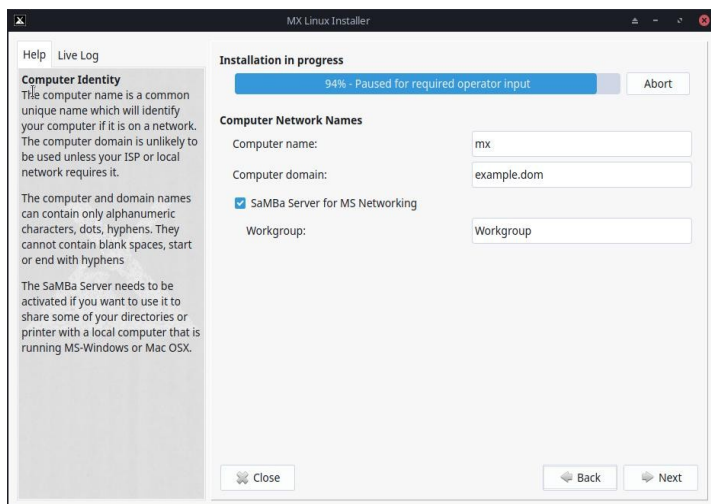 MX Linux Installer
Help Live Log
Computer Identity
The computer name is a common
unique name which will identify
your computer if it is on a network.
The computer domain is unlikely to
be used unless your ISP or local
network requires it.
The computer and domain names
can contain only alphanumeric
characters, dots, hyphens. They
cannot contain blank spaces, start
or end with hyphens
The SaMBa Server needs to be
activated if you want to use it to
share some of your directories or
printer with a local computer that is
running MS-Windows or Mac OSX.
Installation in progress
94% - Paused for required operator input Abort
Computer Network Names
Computer name: mx
Computer domain: example.dom
SaMBa Server for MS Networking
Workgroup: Workgroup
Close Back Next